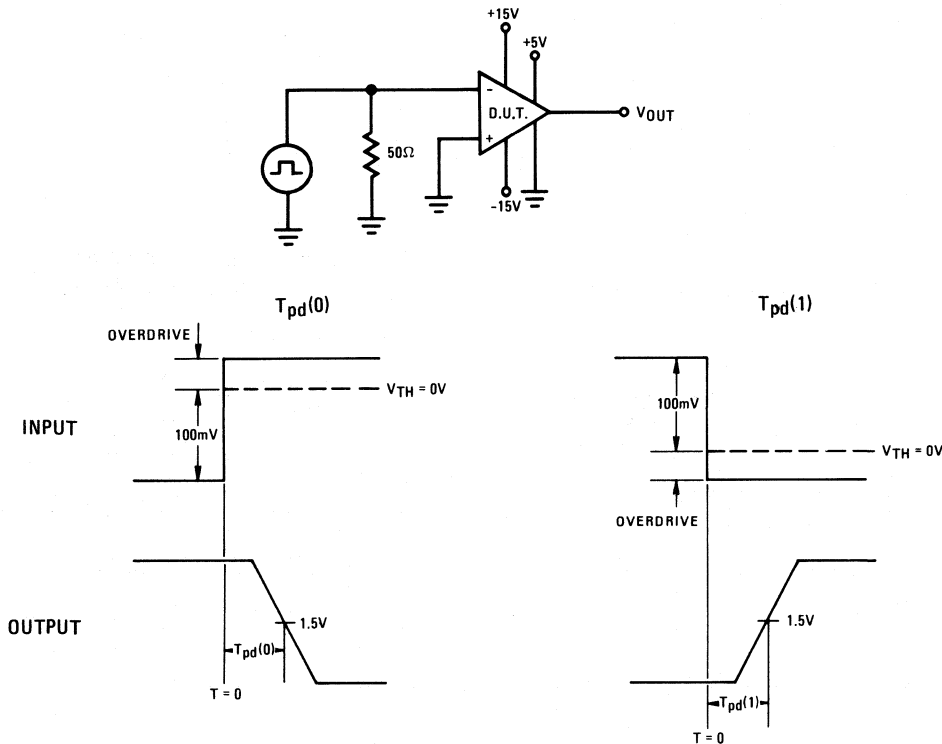 +15V
+5V
-
D.U.T.
+
VOUT
50Ω
-15V
Tpd(0)
Tpd(1)
OVERDRIVE
VTH = 0V
100mV
INPUT
100mV
VTH = 0V
OVERDRIVE
OUTPUT
1.5V
Tpd(0)
T = 0
1.5V
Tpd(1)
T = 0